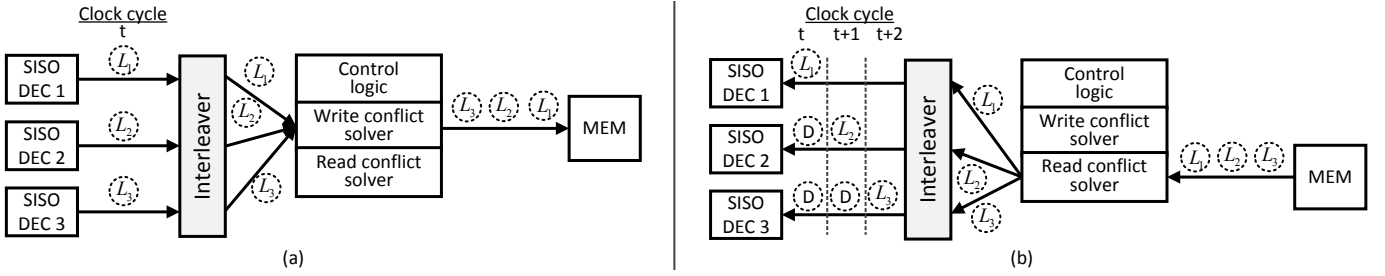 Clock cycle
t
SISO
DEC 1
SISO
DEC 2
SISO
DEC 3
L₁
L₂
L₃
Interleaver
L₁
L₂
L₃
Control
logic
Write conflict
solver
Read conflict
solver
L₃ L₂ L₁
MEM
(a)
Clock cycle
t t+1 t+2
SISO
DEC 1
SISO
DEC 2
SISO
DEC 3
L₁
D L₂
D D L₃
Interleaver
L₁
L₂
L₃
Control
logic
Write conflict
solver
Read conflict
solver
L₁ L₂ L₃
MEM
(b)